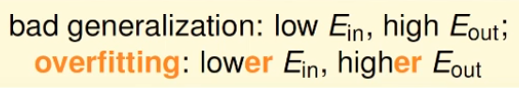 bad generalization: low E_in, high E_out;
overfitting: lower E_in, higher E_out